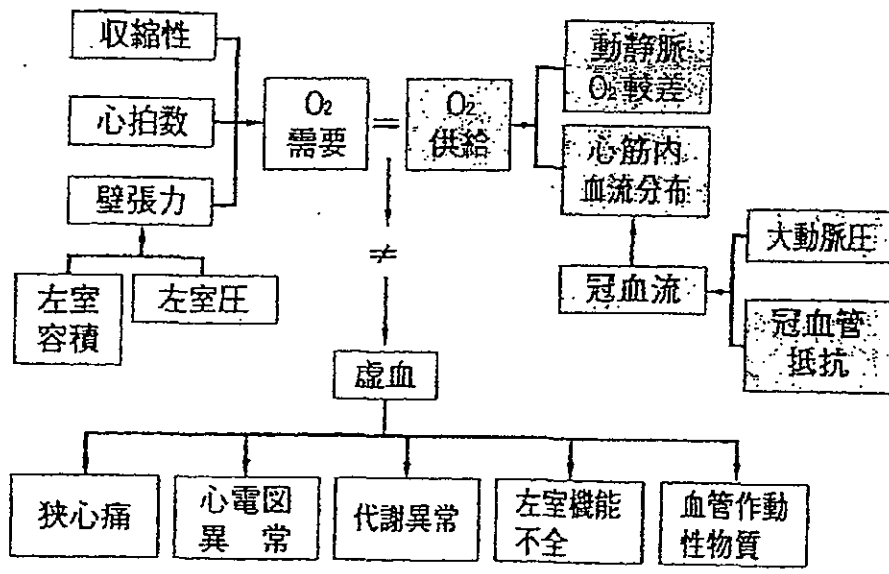 収縮性
心拍数
壁張力
左室
容積
左室圧
O₂
需要
=
O₂
供給
動静脈
O₂較差
心筋内
血流分布
冠血流
大動脈圧
冠血管
抵抗
≠
虚血
狭心痛
心電図
異常
代謝異常
左室機能
不全
血管作動
性物質